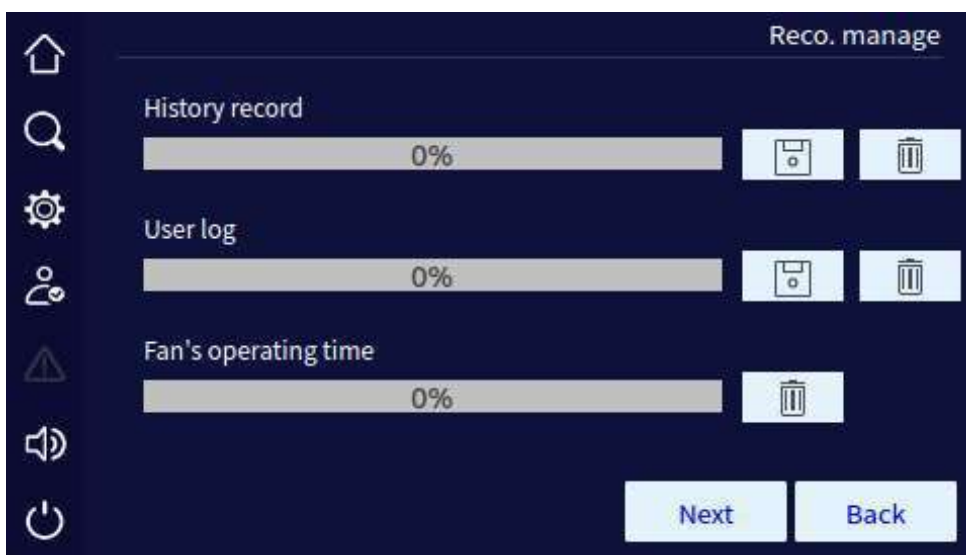 Reco. manage
History record
0%
User log
0%
Fan's operating time
0%
Next Back